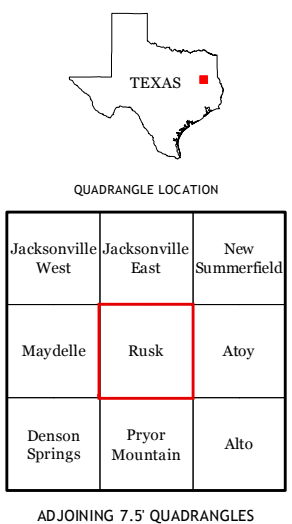 TEXAS
QUADRANGLE LOCATION
Jacksonville West
Jacksonville East
New Summerfield
Maydelle
Rusk
Atoy
Denson Springs
Pryor Mountain
Alto
ADJOINING 7.5' QUADRANGLES